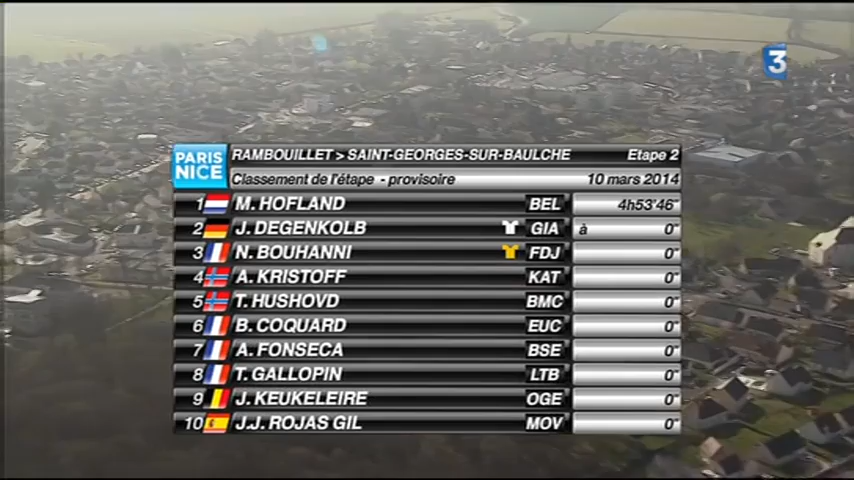 3
PARIS NICE
RAMBOUILLET > SAINT-GEORGES-SUR-BAULCHE Etape 2
Classement de l'étape - provisoire 10 mars 2014
1 M. HOFLAND BEL 4h53'46"
2 J. DEGENKOLB GIA à 0"
3 N. BOUHANNI FDJ 0"
4 A. KRISTOFF KAT 0"
5 T. HUSHOVD BMC 0"
6 B. COQUARD EUC 0"
7 A. FONSECA BSE 0"
8 T. GALLOPIN LTB 0"
9 J. KEUKELEIRE OGE 0"
10 J.J. ROJAS GIL MOV 0"